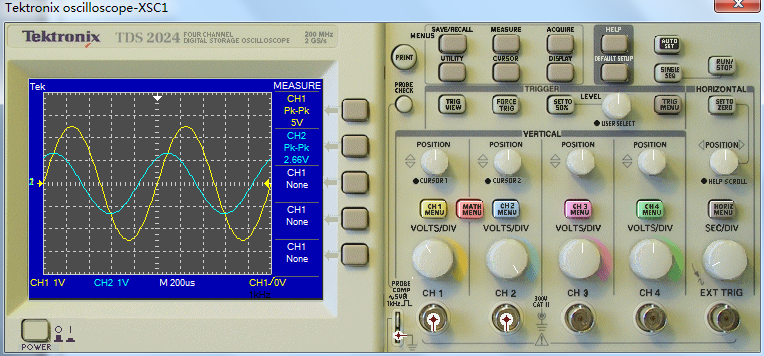 Tektronix oscilloscope-XSC1
Tektronix TDS 2024 FOUR CHANNEL DIGITAL STORAGE OSCILLOSCOPE
200 MHz
2 GS/s
Tek
MEASURE
CH1
Pk-Pk
5V
CH2
Pk-Pk
2.66V
CH1
None
CH1
None
CH1
None
1
CH1 1V CH2 1V M 200us CH1/0V
POWER
PRINT
PROBE
CHECK
MENUS
SAVE/RECALL
MEASURE
ACQUIRE
UTILITY
CURSOR
DISPLAY
HELP
DEFAULT SETUP
AUTO
SET
SINGLE
SEQ
RUN/
STOP
TRIGGER
TRIG
VIEW
FORCE
TRIG
SET TO
50%
LEVEL
USER SELECT
TRIG
MENU
HORIZONTAL
SET TO
ZERO
VERTICAL
POSITION
POSITION
POSITION
POSITION
POSITION
CURSOR 1
CURSOR 2
HELP SCROLL
CH 1
MENU
MATH
MENU
CH 2
MENU
CH 3
MENU
CH 4
MENU
HORIZ
MENU
VOLTS/DIV
VOLTS/DIV
VOLTS/DIV
VOLTS/DIV
SEC/DIV
PROBE
COMP
~5V@
1kHz
CH 1
CH 2
300V
CAT II
CH 3
CH 4
EXT TRIG